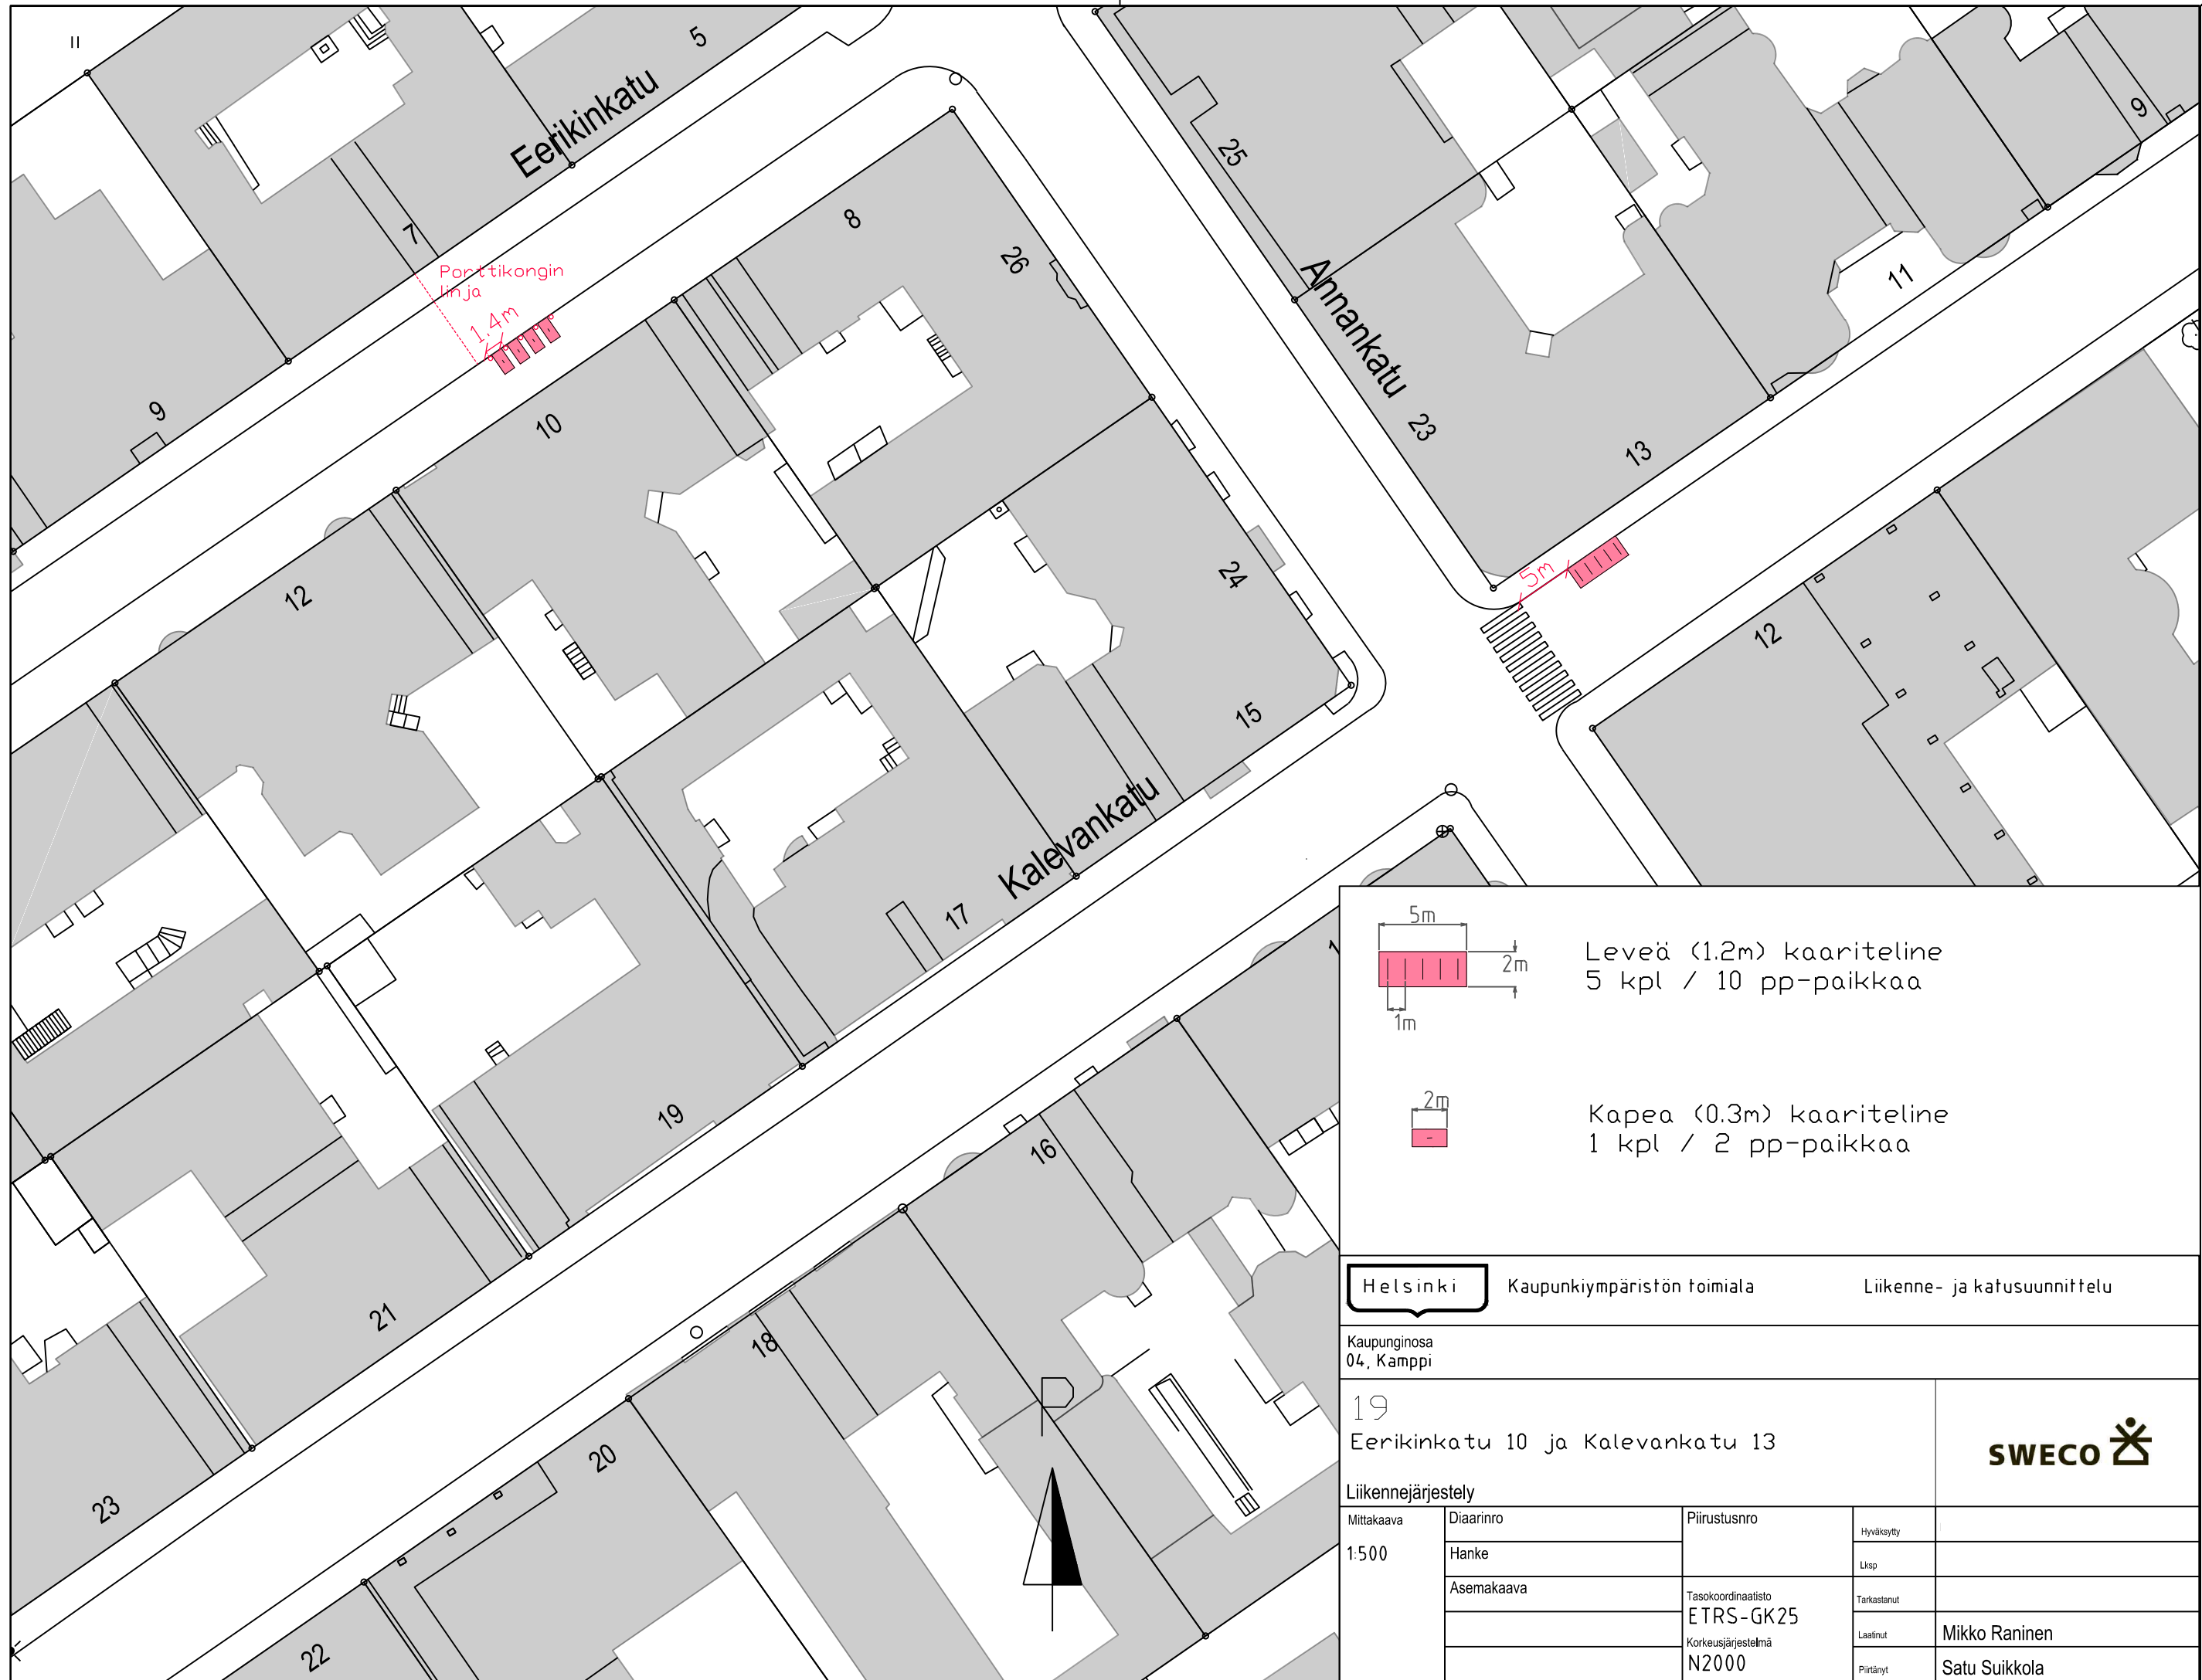 II
5
Eerikinkatu
7
Porttikongin
linja
1.4m
8
26
25
9
Annankatu
11
23
13
9
10
12
5m
12
24
15
Kalevankatu
17
19
16
21
18
20
23
22
P
5m
2m
1m
Leveä (1.2m) kaariteline
5 kpl / 10 pp-paikkaa
2m
Kapea (0.3m) kaariteline
1 kpl / 2 pp-paikkaa
Helsinki
Kaupunkiympäristön toimiala
Liikenne- ja katusuunnittelu
Kaupunginosa
04, Kamppi
19
Eerikinkatu 10 ja Kalevankatu 13
SWECO
Liikennejärjestely
Mittakaava
1:500
Diaarinro
Hanke
Asemakaava
Piirustusnro
Tasokoordinaatisto
ETRS-GK25
Korkeusjärjestelmä
N2000
Hyväksytty
Lksp
Tarkastanut
Laatinut Mikko Raninen
Piirtänyt Satu Suikkola